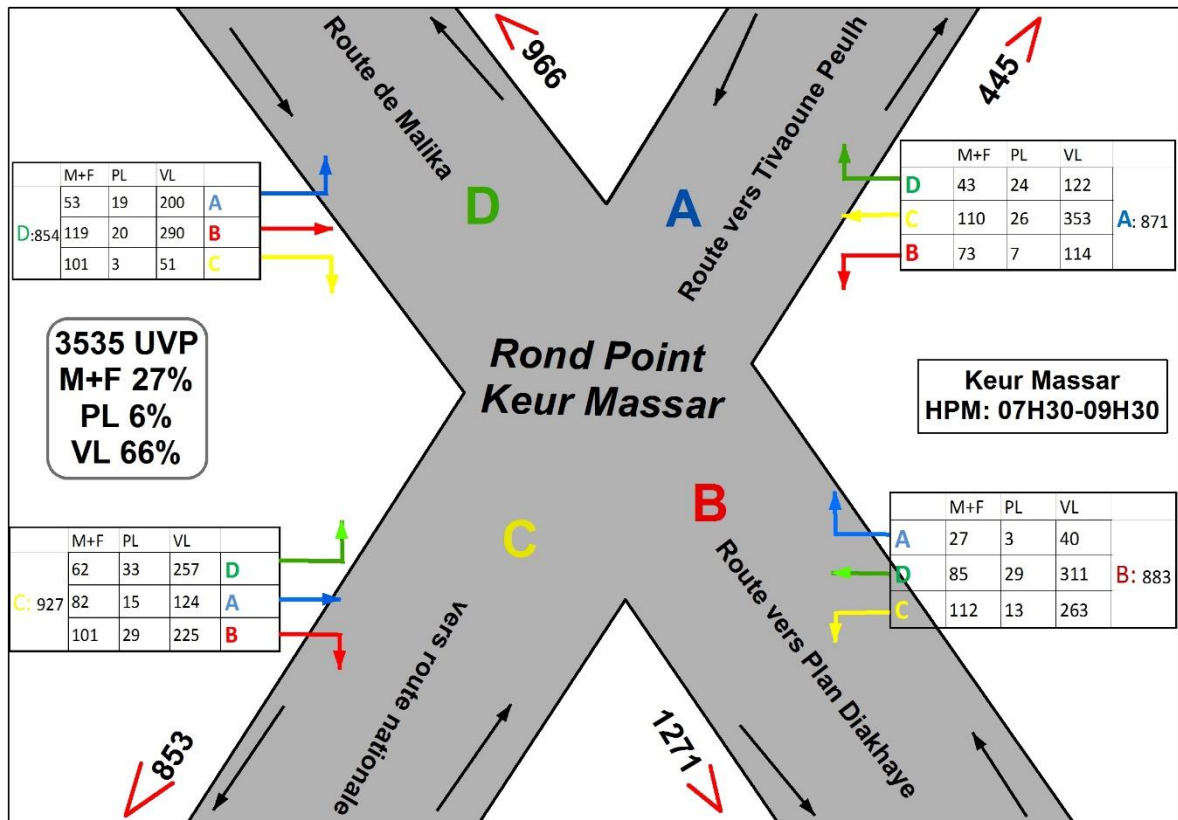 966
445
Route de Malika
Route vers Tivaoune Peulh
D
A
M+F PL VL
D:854
53 19 200 A
119 20 290 B
101 3 51 C
M+F PL VL
D 43 24 122
C 110 26 353
B 73 7 114
A: 871
3535 UVP
M+F 27%
PL 6%
VL 66%
Rond Point
Keur Massar
Keur Massar
HPM: 07H30-09H30
C
B
M+F PL VL
C: 927
62 33 257 D
82 15 124 A
101 29 225 B
M+F PL VL
A 27 3 40
D 85 29 311
C 112 13 263
B: 883
vers route nationale
Route vers Plan Diakhaye
853
1271